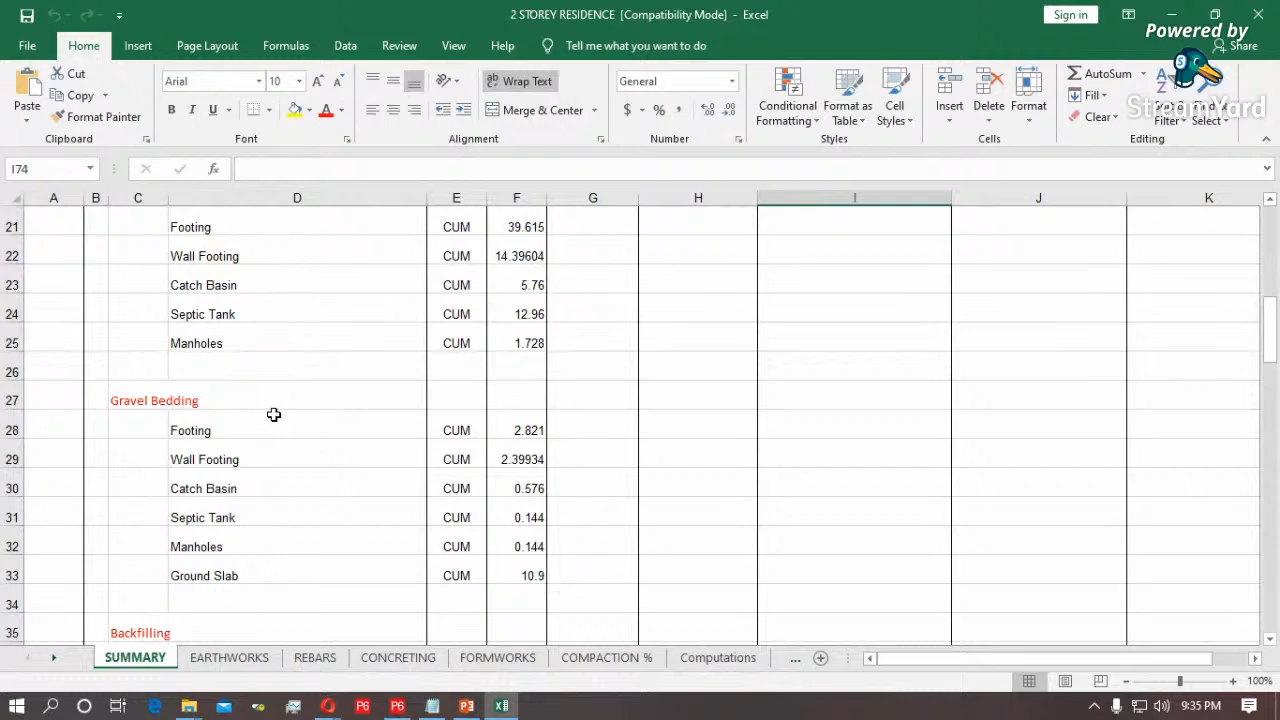 2 STOREY RESIDENCE [Compatibility Mode] - Excel
Sign in
Powered by
StreamYard
File Home Insert Page Layout Formulas Data Review View Help Tell me what you want to do Share
Paste
Cut
Copy
Format Painter
Clipboard
Arial 10 A A
B I U A
Font
Wrap Text
Merge & Center
Alignment
General
$ % ,
Number
Conditional Formatting
Format as Table
Cell Styles
Styles
Insert Delete Format
Cells
AutoSum
Fill
Clear
Filter Select
Editing
I74 fx
A B C D E F G H I J K
21 Footing CUM 39.615
22 Wall Footing CUM 14.39604
23 Catch Basin CUM 5.76
24 Septic Tank CUM 12.96
25 Manholes CUM 1.728
26
27 Gravel Bedding
28 Footing CUM 2.821
29 Wall Footing CUM 2.39934
30 Catch Basin CUM 0.576
31 Septic Tank CUM 0.144
32 Manholes CUM 0.144
33 Ground Slab CUM 10.9
34
35 Backfilling
SUMMARY EARTHWORKS REBARS CONCRETING FORMWORKS COMPACTION % Computations ...
100%
P6 P6 9:35 PM